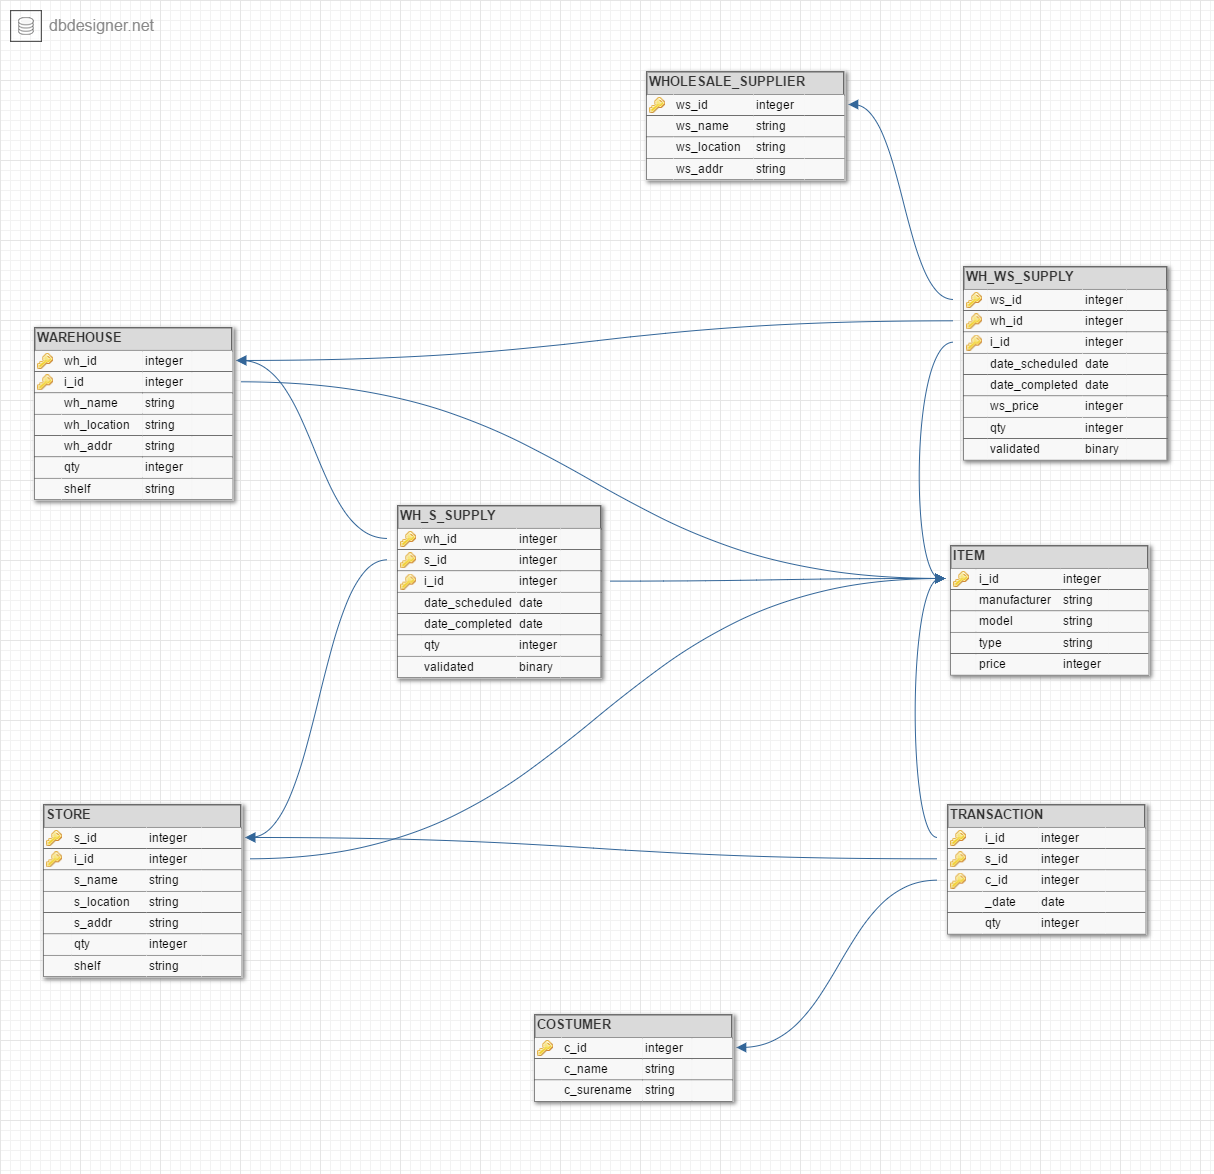 dbdesigner.net
WHOLESALE_SUPPLIER
ws_id integer
ws_name string
ws_location string
ws_addr string
WH_WS_SUPPLY
ws_id integer
wh_id integer
i_id integer
date_scheduled date
date_completed date
ws_price integer
qty integer
validated binary
WAREHOUSE
wh_id integer
i_id integer
wh_name string
wh_location string
wh_addr string
qty integer
shelf string
WH_S_SUPPLY
wh_id integer
s_id integer
i_id integer
date_scheduled date
date_completed date
qty integer
validated binary
ITEM
i_id integer
manufacturer string
model string
type string
price integer
STORE
s_id integer
i_id integer
s_name string
s_location string
s_addr string
qty integer
shelf string
TRANSACTION
i_id integer
s_id integer
c_id integer
_date date
qty integer
COSTUMER
c_id integer
c_name string
c_surename string